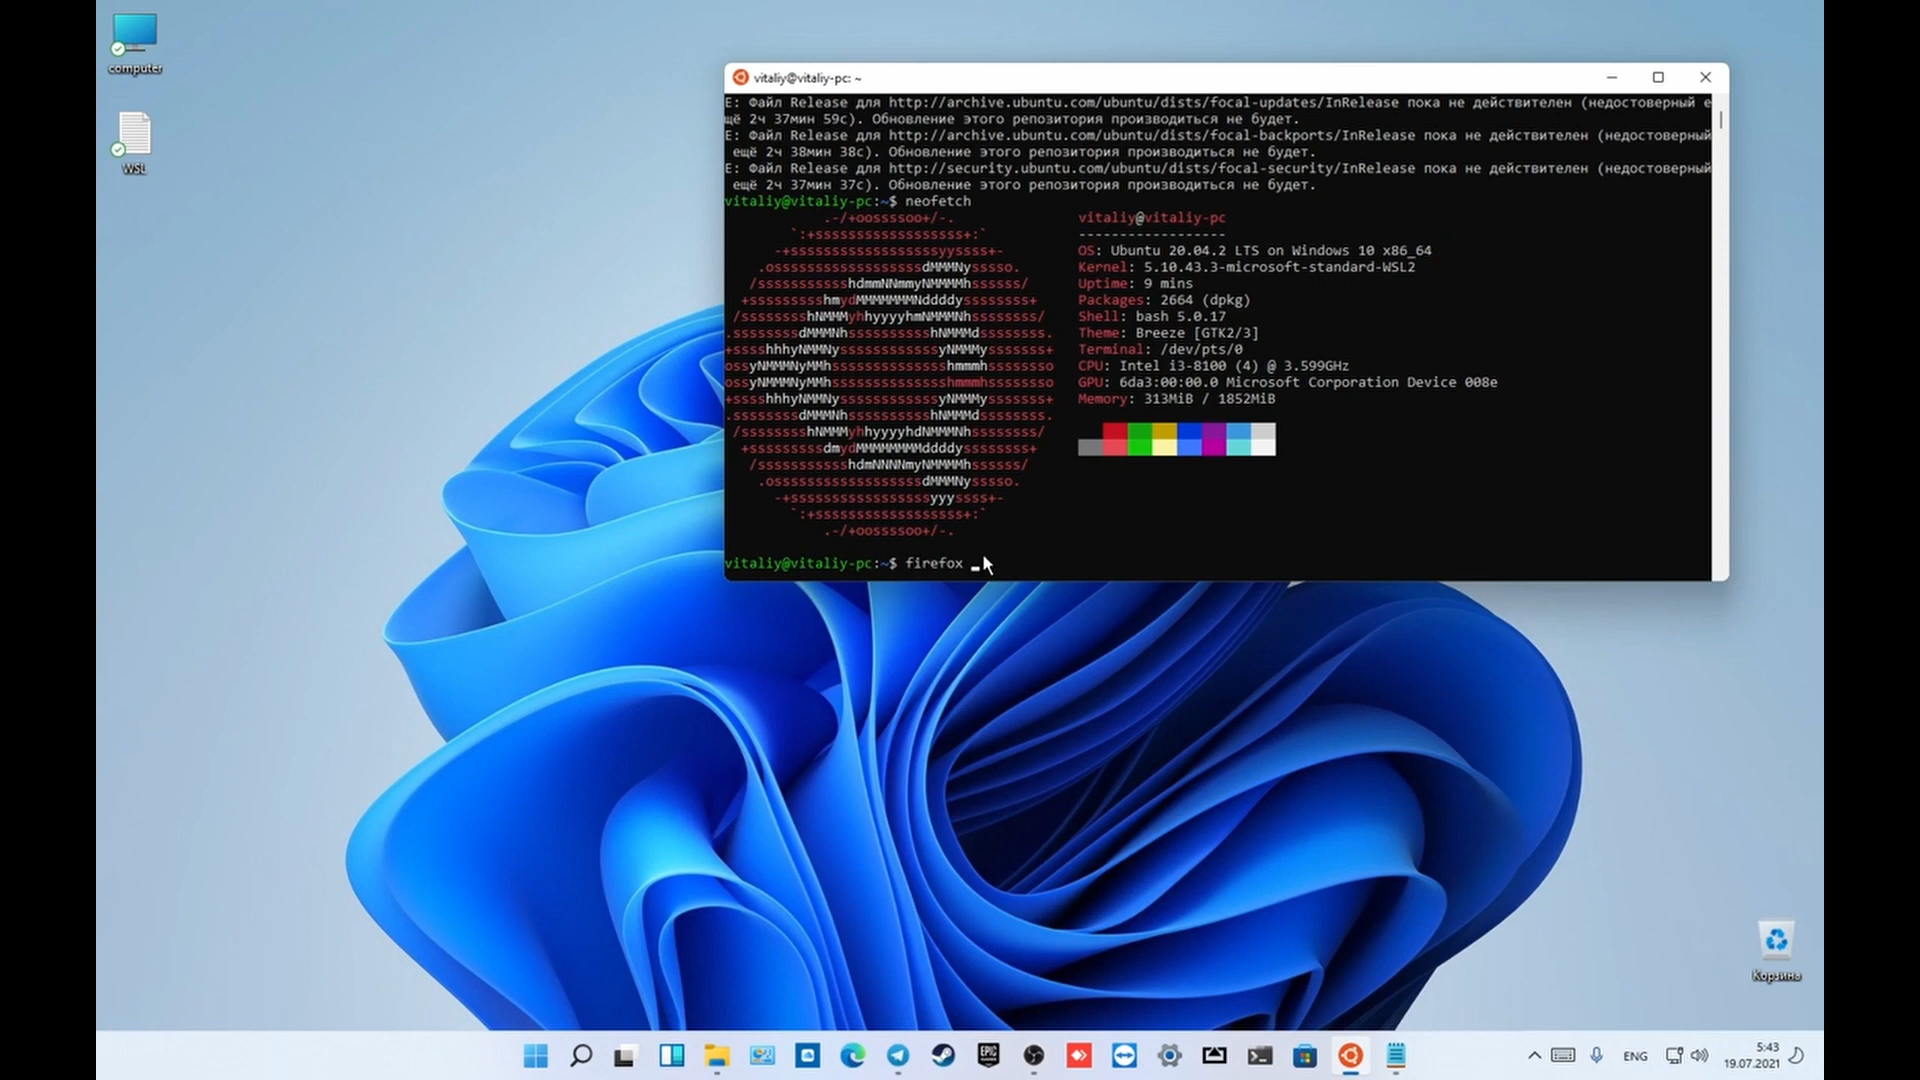 computer
WSL
vitaliy@vitaliy-pc: ~
E: Файл Release для http://archive.ubuntu.com/ubuntu/dists/focal-updates/InRelease пока не действителен (недостоверный е
щё 2ч 37мин 59с). Обновление этого репозитория производиться не будет.
E: Файл Release для http://archive.ubuntu.com/ubuntu/dists/focal-backports/InRelease пока не действителен (недостоверный
 ещё 2ч 38мин 38с). Обновление этого репозитория производиться не будет.
E: Файл Release для http://security.ubuntu.com/ubuntu/dists/focal-security/InRelease пока не действителен (недостоверный
 ещё 2ч 37мин 37с). Обновление этого репозитория производиться не будет.
vitaliy@vitaliy-pc:~$ neofetch
vitaliy@vitaliy-pc
------------------
OS: Ubuntu 20.04.2 LTS on Windows 10 x86_64
Kernel: 5.10.43.3-microsoft-standard-WSL2
Uptime: 9 mins
Packages: 2664 (dpkg)
Shell: bash 5.0.17
Theme: Breeze [GTK2/3]
Terminal: /dev/pts/0
CPU: Intel i3-8100 (4) @ 3.599GHz
GPU: 6da3:00:00.0 Microsoft Corporation Device 008e
Memory: 313MiB / 1852MiB
vitaliy@vitaliy-pc:~$ firefox _
Корзина
EPIC
ENG
5:43
19.07.2021